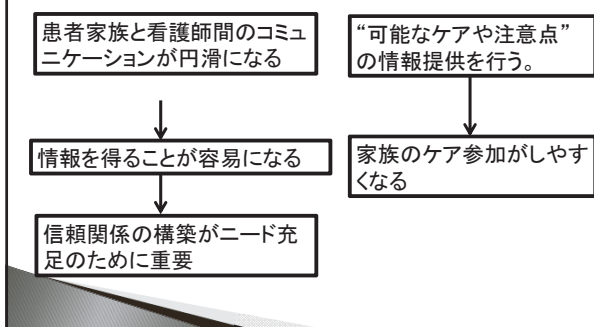 患者家族と看護師間のコミュ
ニケーションが円滑になる
情報を得ることが容易になる
信頼関係の構築がニード充
足のために重要
“可能なケアや注意点”
の情報提供を行う。
家族のケア参加がしやす
くなる